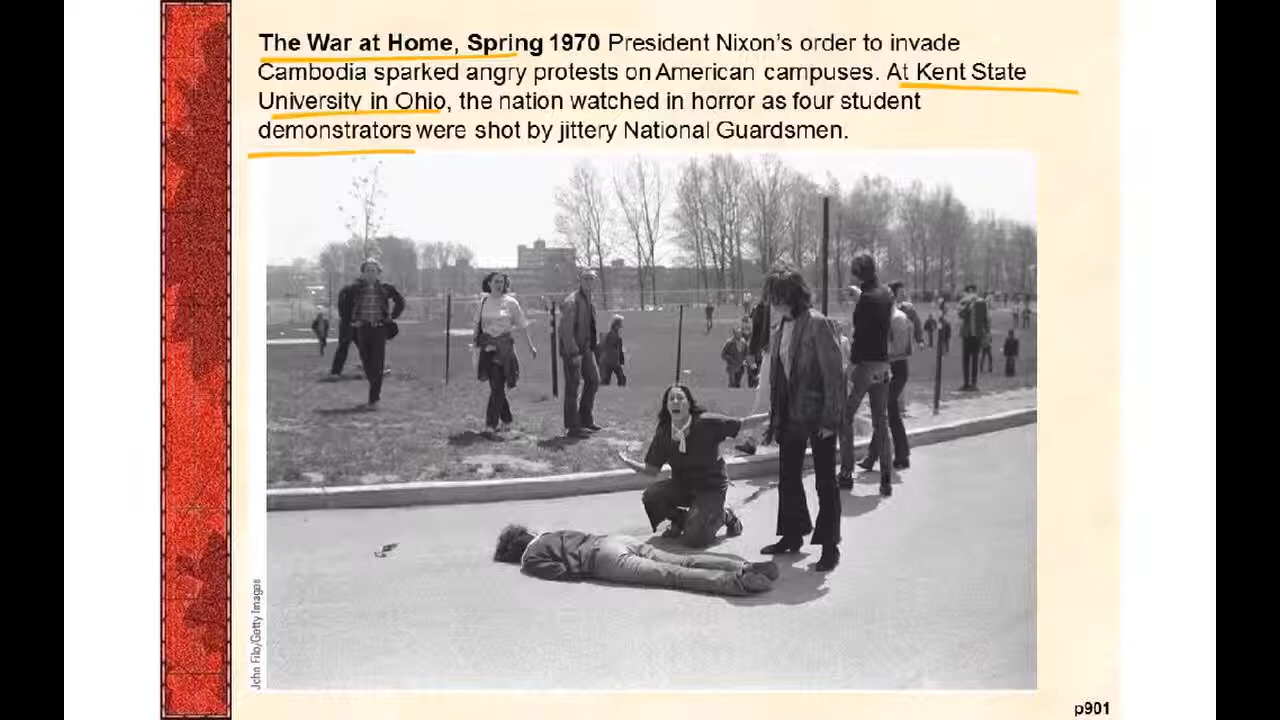 The War at Home, Spring 1970 President Nixon's order to invade
Cambodia sparked angry protests on American campuses. At Kent State
University in Ohio, the nation watched in horror as four student
demonstrators were shot by jittery National Guardsmen.
John Filo/Getty Images
p901